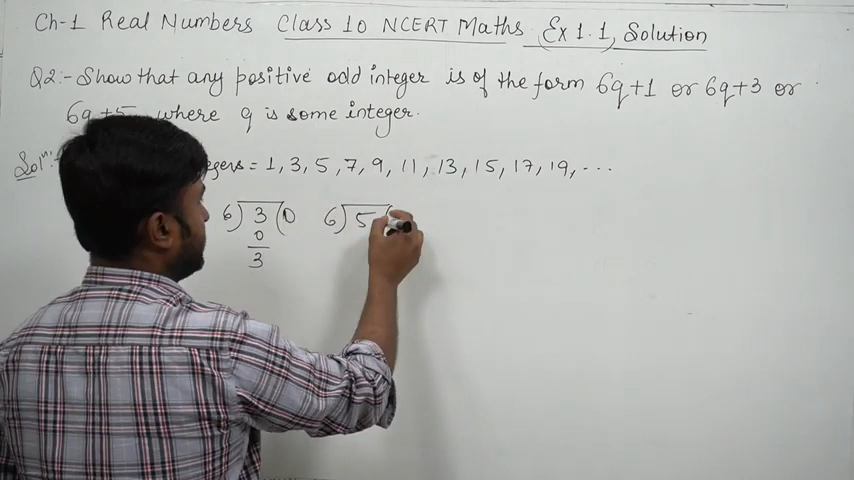 Ch-1 Real Numbers Class 10 NCERT Maths Ex 1.1, Solution
Q2:- Show that any positive odd integer is of the form 6q+1 or 6q+3 or
6q+5, where q is some integer.
Solⁿ:- = 1, 3, 5, 7, 9, 11, 13, 15, 17, 19, ...
6) 3 (0 6) 5 (
0
3